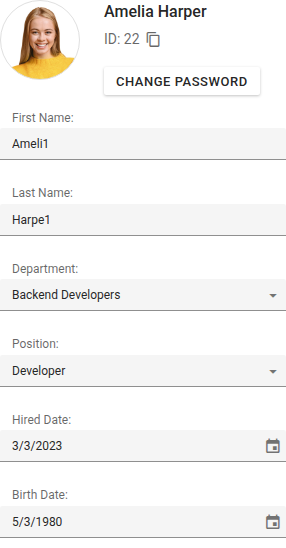 Amelia Harper
ID: 22
CHANGE PASSWORD
First Name:
Ameli1
Last Name:
Harpe1
Department:
Backend Developers
Position:
Developer
Hired Date:
3/3/2023
Birth Date:
5/3/1980